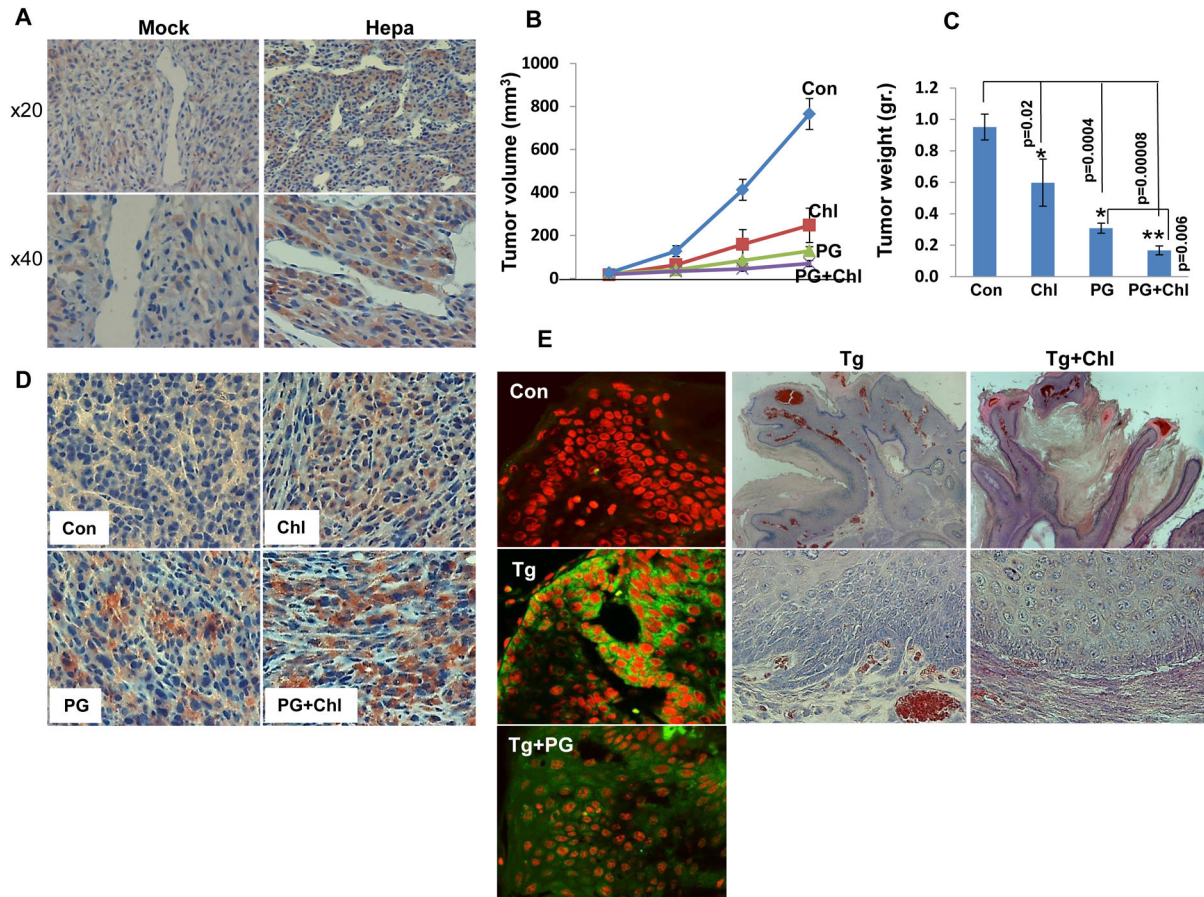 A
Mock
Hepa
x20
x40
B
Tumor volume (mm³)
1000
800
600
400
200
0
Con
Chl
PG
PG+Chl
C
Tumor weight (gr.)
1.2
1.0
0.8
0.6
0.4
0.2
0.0
p=0.02
p=0.0004
p=0.00008
p=0.006
*
*
**
Con Chl PG PG+Chl
D
Con
Chl
PG
PG+Chl
E
Tg
Tg+Chl
Con
Tg
Tg+PG